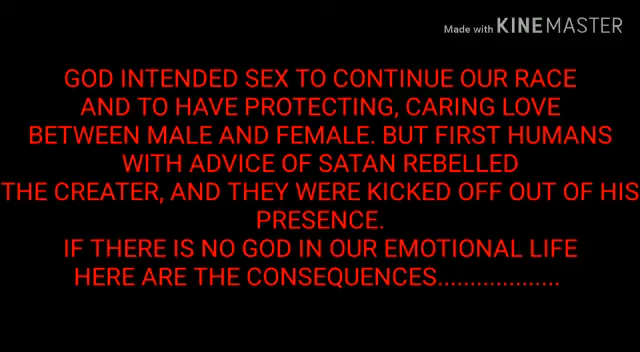 Made with KINEMASTER
GOD INTENDED SEX TO CONTINUE OUR RACE
AND TO HAVE PROTECTING, CARING LOVE
BETWEEN MALE AND FEMALE. BUT FIRST HUMANS
WITH ADVICE OF SATAN REBELLED
THE CREATER, AND THEY WERE KICKED OFF OUT OF HIS
PRESENCE.
IF THERE IS NO GOD IN OUR EMOTIONAL LIFE
HERE ARE THE CONSEQUENCES...................